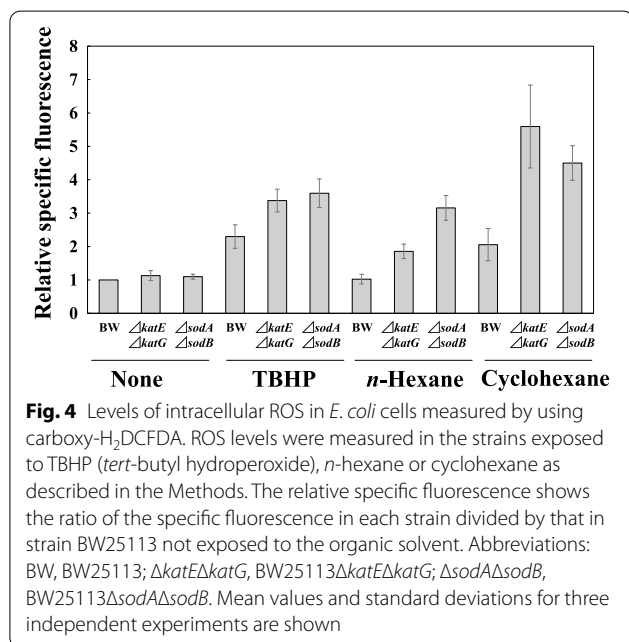 Relative specific fluorescence
8
7
6
5
4
3
2
1
0
BW ⊿katE ⊿sodA BW ⊿katE ⊿sodA BW ⊿katE ⊿sodA BW ⊿katE ⊿sodA
⊿katG ⊿sodB ⊿katG ⊿sodB ⊿katG ⊿sodB ⊿katG ⊿sodB
None TBHP n-Hexane Cyclohexane
Fig. 4 Levels of intracellular ROS in E. coli cells measured by using
carboxy-H₂DCFDA. ROS levels were measured in the strains exposed
to TBHP (tert-butyl hydroperoxide), n-hexane or cyclohexane as
described in the Methods. The relative specific fluorescence shows
the ratio of the specific fluorescence in each strain divided by that in
strain BW25113 not exposed to the organic solvent. Abbreviations:
BW, BW25113; ΔkatEΔkatG, BW25113ΔkatEΔkatG; ΔsodAΔsodB,
BW25113ΔsodAΔsodB. Mean values and standard deviations for three
independent experiments are shown